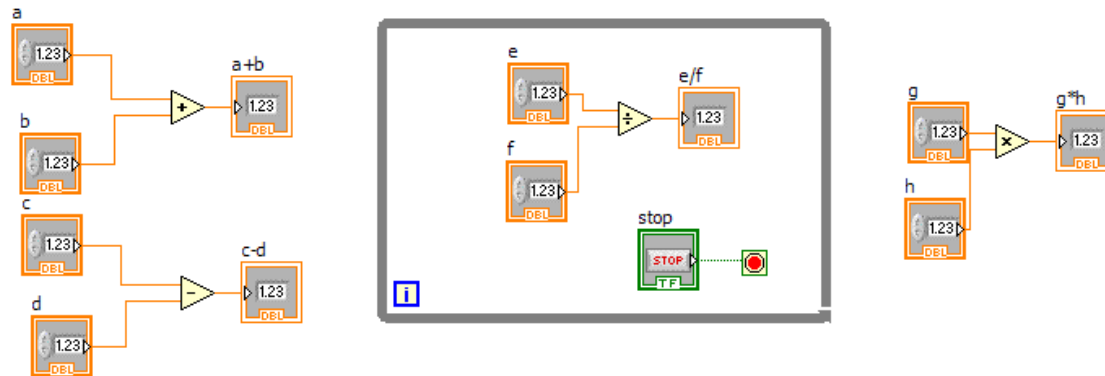 a
1.23
DBL
b
1.23
DBL
+
a+b
1.23
DBL
c
1.23
DBL
d
1.23
DBL
-
c-d
1.23
DBL
e
1.23
DBL
f
1.23
DBL
÷
e/f
1.23
DBL
stop
STOP
TF
i
g
1.23
DBL
h
1.23
DBL
x
g*h
1.23
DBL